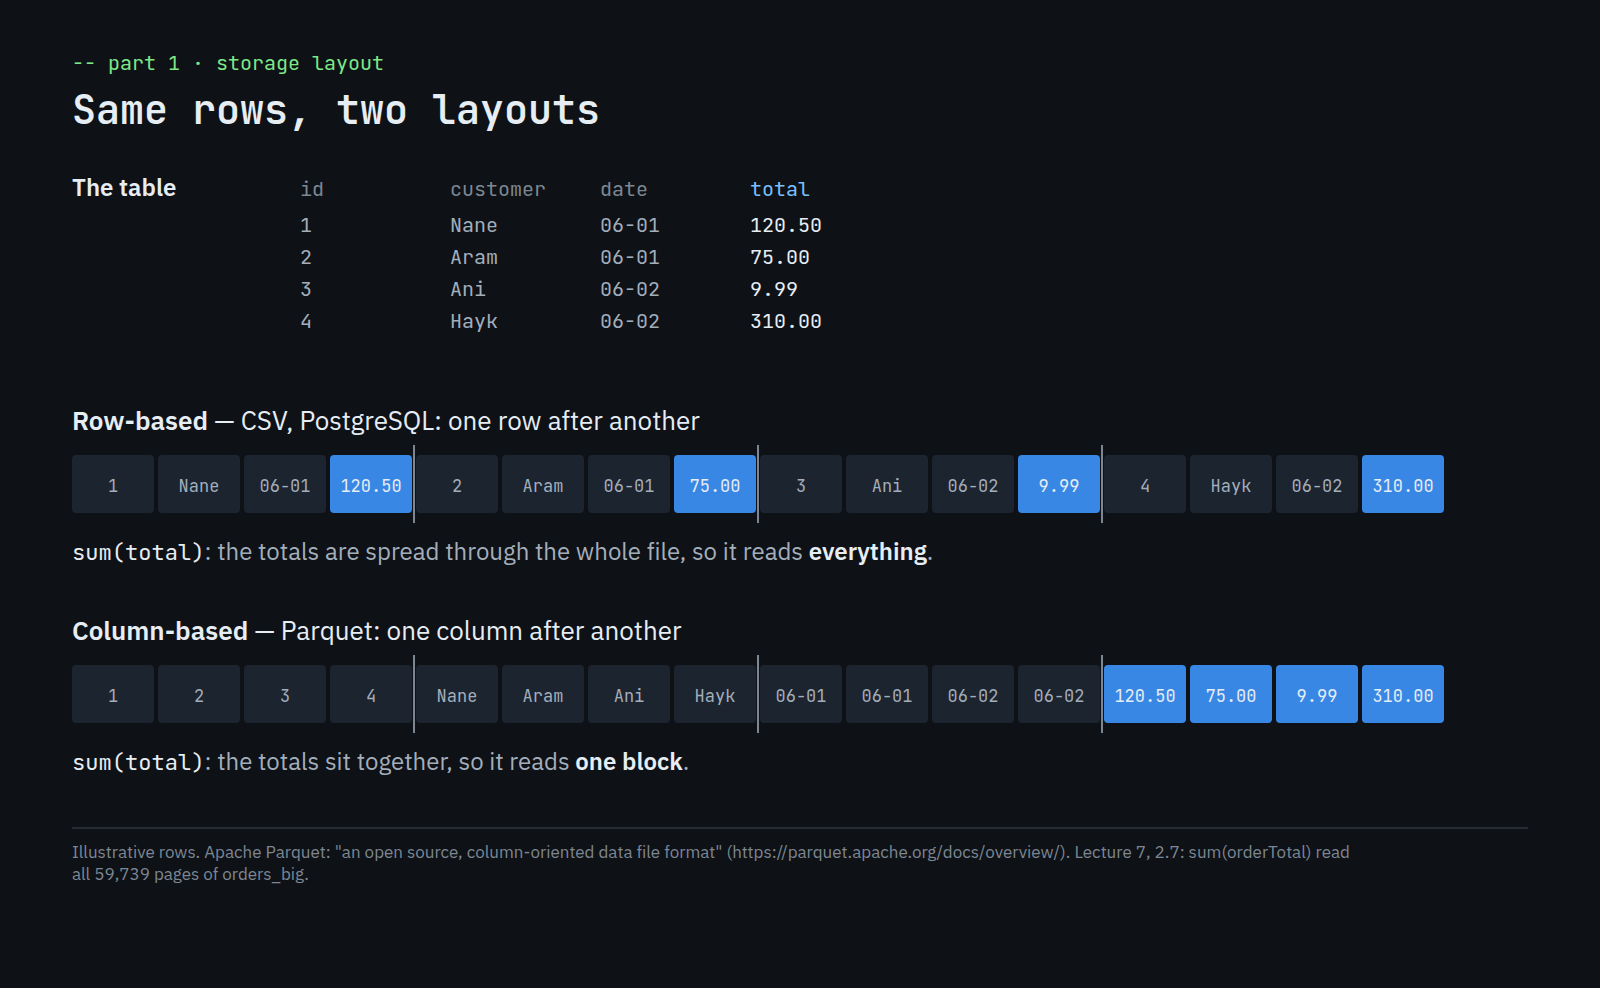 -- part 1 · storage layout
Same rows, two layouts
The table id customer date total
1 Nane 06-01 120.50
2 Aram 06-01 75.00
3 Ani 06-02 9.99
4 Hayk 06-02 310.00
Row-based — CSV, PostgreSQL: one row after another
1 Nane 06-01 120.50 2 Aram 06-01 75.00 3 Ani 06-02 9.99 4 Hayk 06-02 310.00
sum(total): the totals are spread through the whole file, so it reads everything.
Column-based — Parquet: one column after another
1 2 3 4 Nane Aram Ani Hayk 06-01 06-01 06-02 06-02 120.50 75.00 9.99 310.00
sum(total): the totals sit together, so it reads one block.
Illustrative rows. Apache Parquet: "an open source, column-oriented data file format" (https://parquet.apache.org/docs/overview/). Lecture 7, 2.7: sum(orderTotal) read
all 59,739 pages of orders_big.